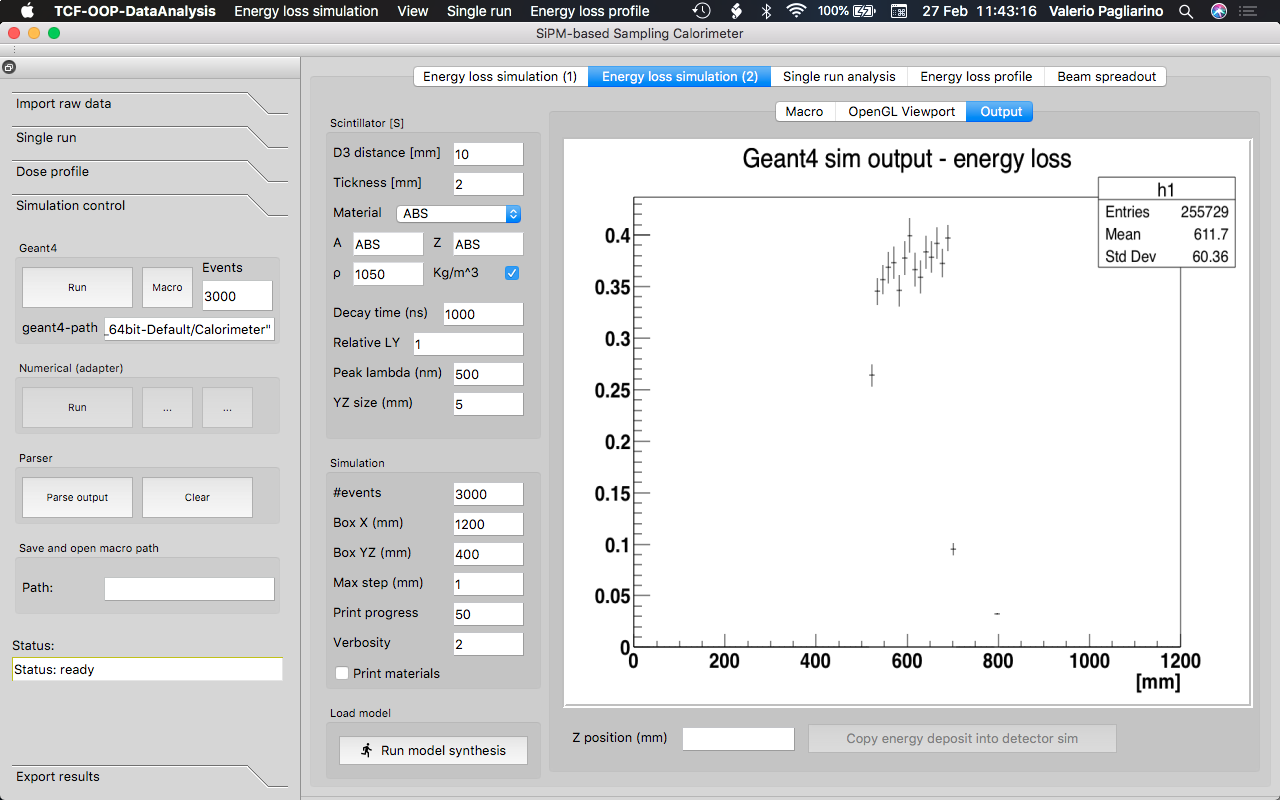 TCF-OOP-DataAnalysis Energy loss simulation View Single run Energy loss profile 100% 27 Feb 11:43:16 Valerio Pagliarino
SiPM-based Sampling Calorimeter
Energy loss simulation (1) Energy loss simulation (2) Single run analysis Energy loss profile Beam spreadout
Import raw data
Single run
Dose profile
Simulation control
Geant4
Run Macro Events
3000
geant4-path _64bit-Default/Calorimeter"
Numerical (adapter)
Run ... ...
Parser
Parse output Clear
Save and open macro path
Path:
Status:
Status: ready
Export results
Scintillator [S]
D3 distance [mm] 10
Tickness [mm] 2
Material ABS
A ABS Z ABS
ρ 1050 Kg/m^3
Decay time (ns) 1000
Relative LY 1
Peak lambda (nm) 500
YZ size (mm) 5
Simulation
#events 3000
Box X (mm) 1200
Box YZ (mm) 400
Max step (mm) 1
Print progress 50
Verbosity 2
Print materials
Load model
Run model synthesis
Macro OpenGL Viewport Output
Geant4 sim output - energy loss
h1
Entries 255729
Mean 611.7
Std Dev 60.36
0.4
0.35
0.3
0.25
0.2
0.15
0.1
0.05
0
0 200 400 600 800 1000 1200
[mm]
Z position (mm) Copy energy deposit into detector sim